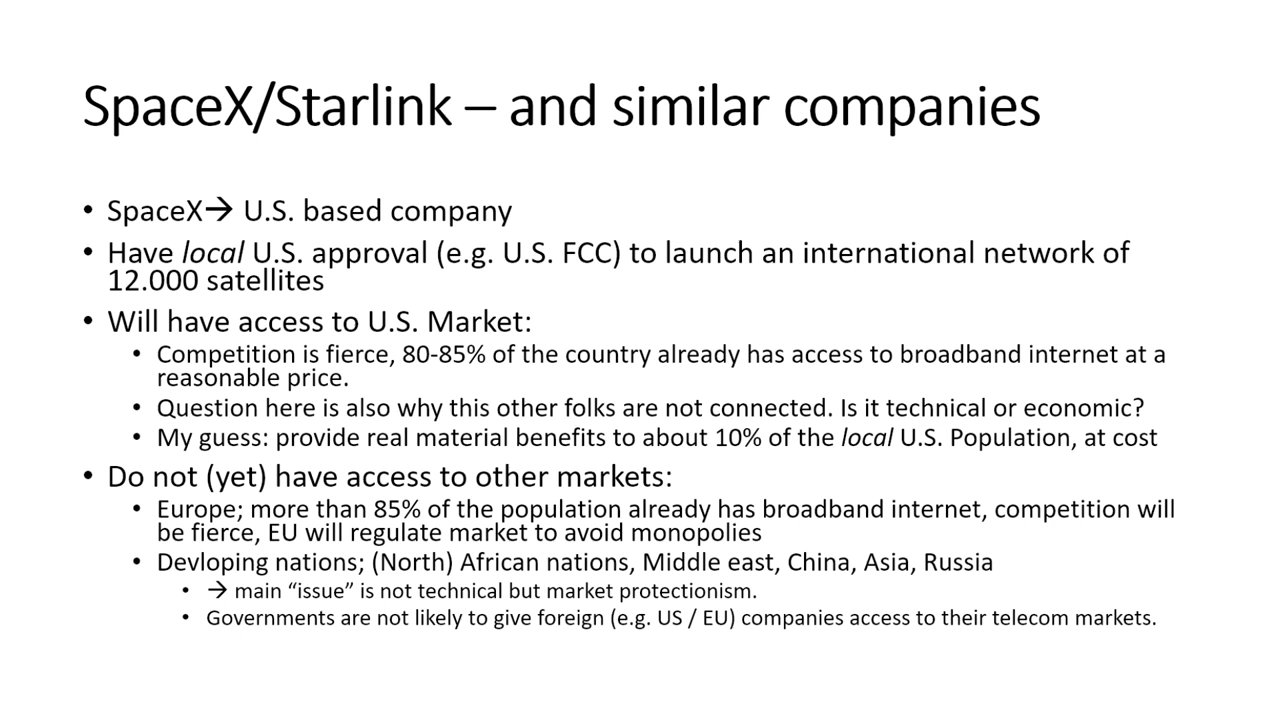 SpaceX/Starlink – and similar companies
• SpaceX→ U.S. based company
• Have local U.S. approval (e.g. U.S. FCC) to launch an international network of
12.000 satellites
• Will have access to U.S. Market:
• Competition is fierce, 80-85% of the country already has access to broadband internet at a
reasonable price.
• Question here is also why this other folks are not connected. Is it technical or economic?
• My guess: provide real material benefits to about 10% of the local U.S. Population, at cost
• Do not (yet) have access to other markets:
• Europe; more than 85% of the population already has broadband internet, competition will
be fierce, EU will regulate market to avoid monopolies
• Devloping nations; (North) African nations, Middle east, China, Asia, Russia
• → main “issue” is not technical but market protectionism.
• Governments are not likely to give foreign (e.g. US / EU) companies access to their telecom markets.